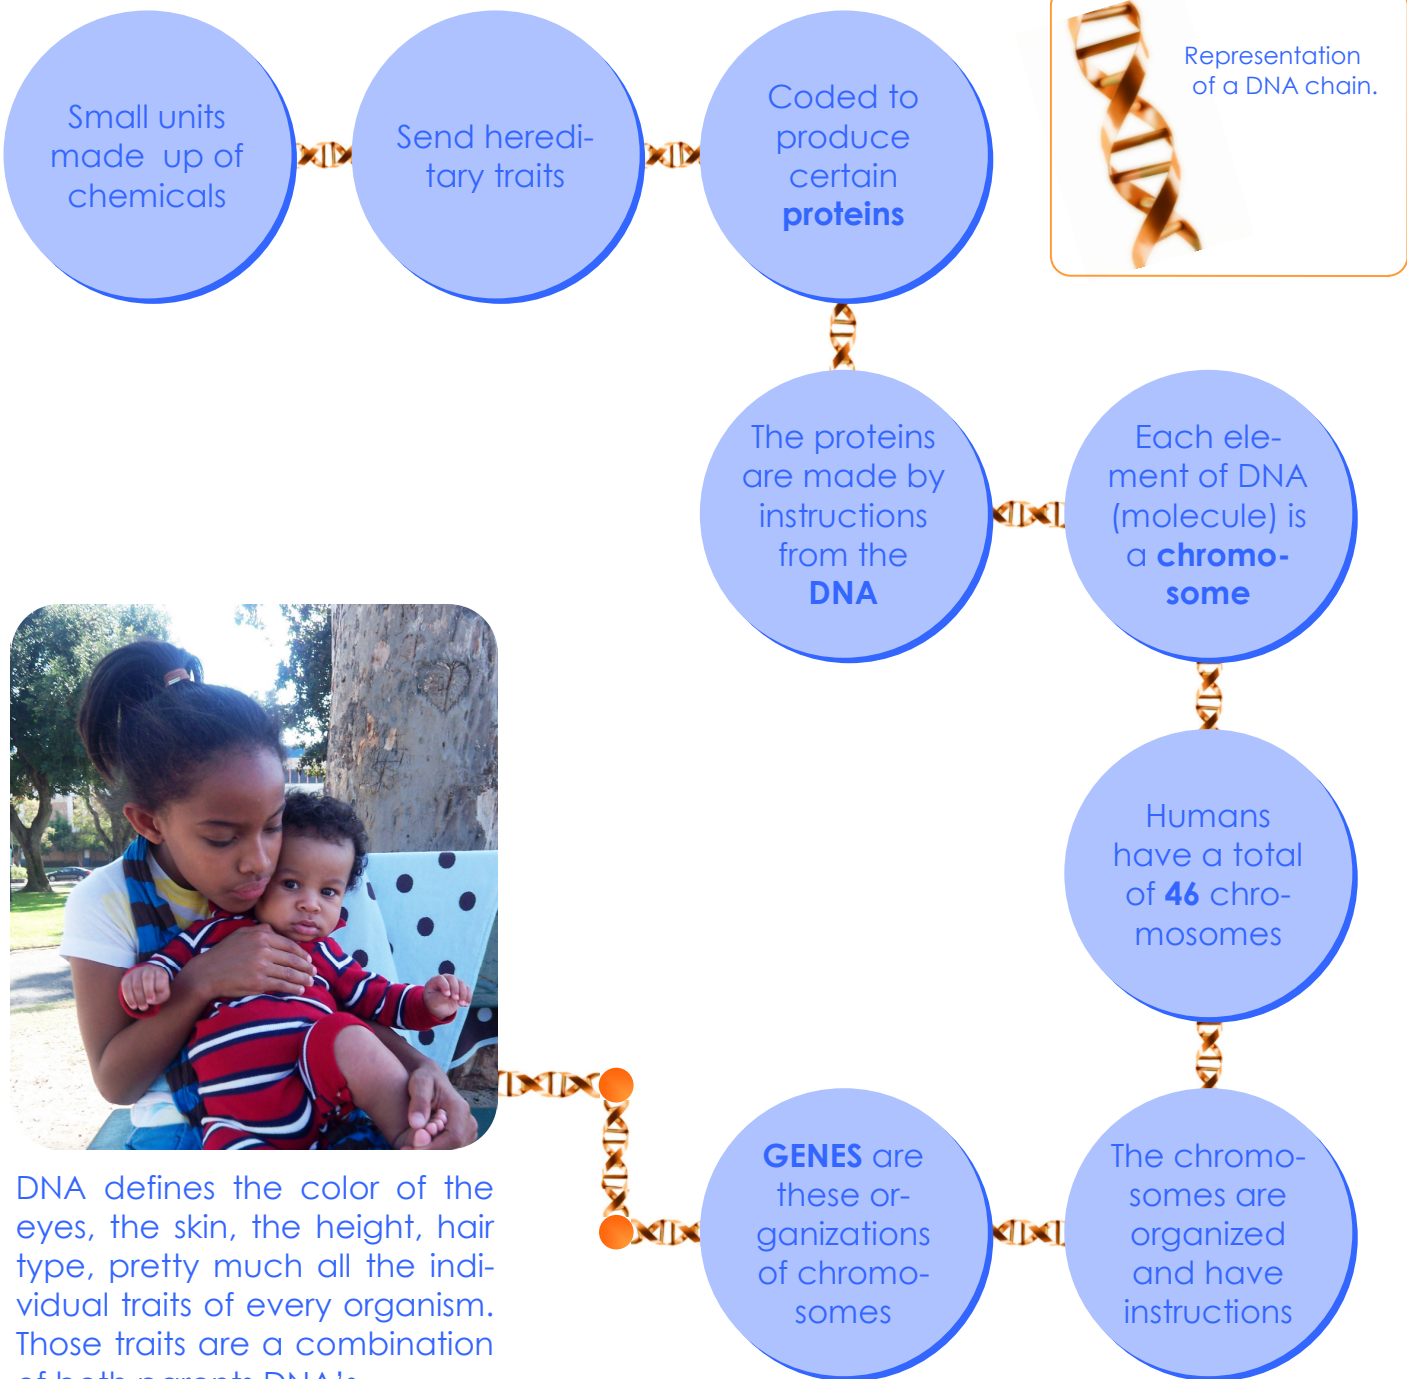 Small units
made up of
chemicals
Send heredi-
tary traits
Coded to
produce
certain
proteins
Representation
of a DNA chain.
The proteins
are made by
instructions
from the
DNA
Each ele-
ment of DNA
(molecule) is
a chromo-
some
Humans
have a total
of 46 chro-
mosomes
The chromo-
somes are
organized
and have
instructions
GENES are
these or-
ganizations
of chromo-
somes
DNA defines the color of the
eyes, the skin, the height, hair
type, pretty much all the indi-
vidual traits of every organism.
Those traits are a combination
of both parents DNA's